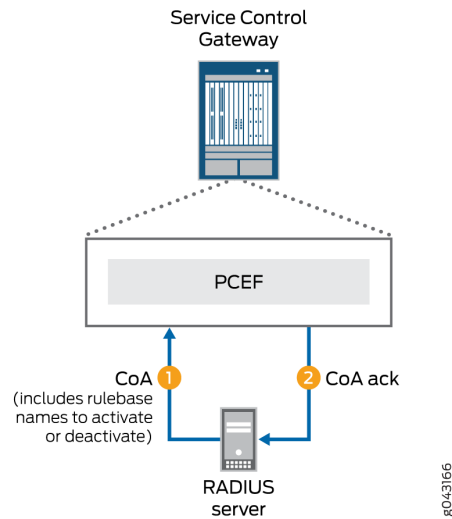 Service Control
Gateway
PCEF
CoA
1
(includes rulebase
names to activate
or deactivate)
2
CoA ack
RADIUS
server
g043166